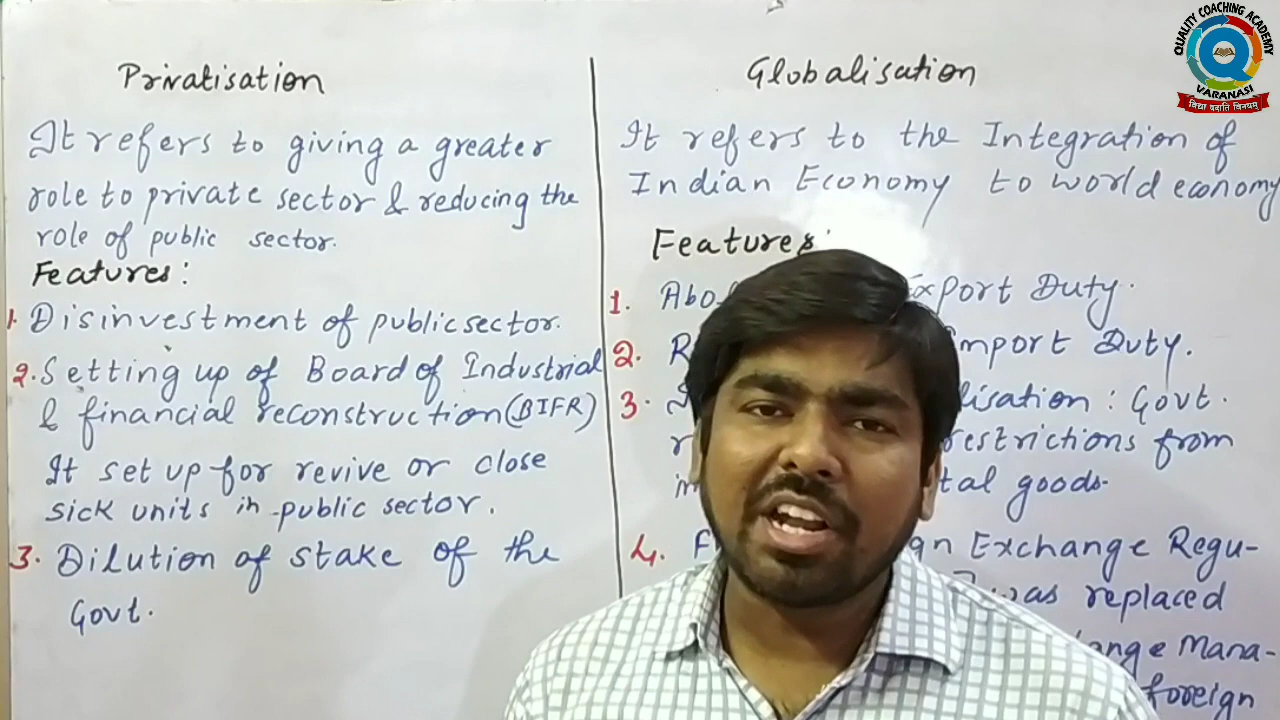 Privatisation
It refers to giving a greater
role to private sector & reducing the
role of public sector.
Features:
1. Disinvestment of public sector.
2. Setting up of Board of Industrial
& financial reconstruction (BIFR)
It set up for revive or close
sick units in public sector.
3. Dilution of stake of the
Govt.
Globalisation
It refers to the Integration of
Indian Economy to world economy
Features:
1. Export Duty.
2. Import Duty.
3. : Govt.
restrictions from
goods.
4. Exchange Regu-
was replaced
Mana-
foreign
QUALITY COACHING ACADEMY
VARANASI